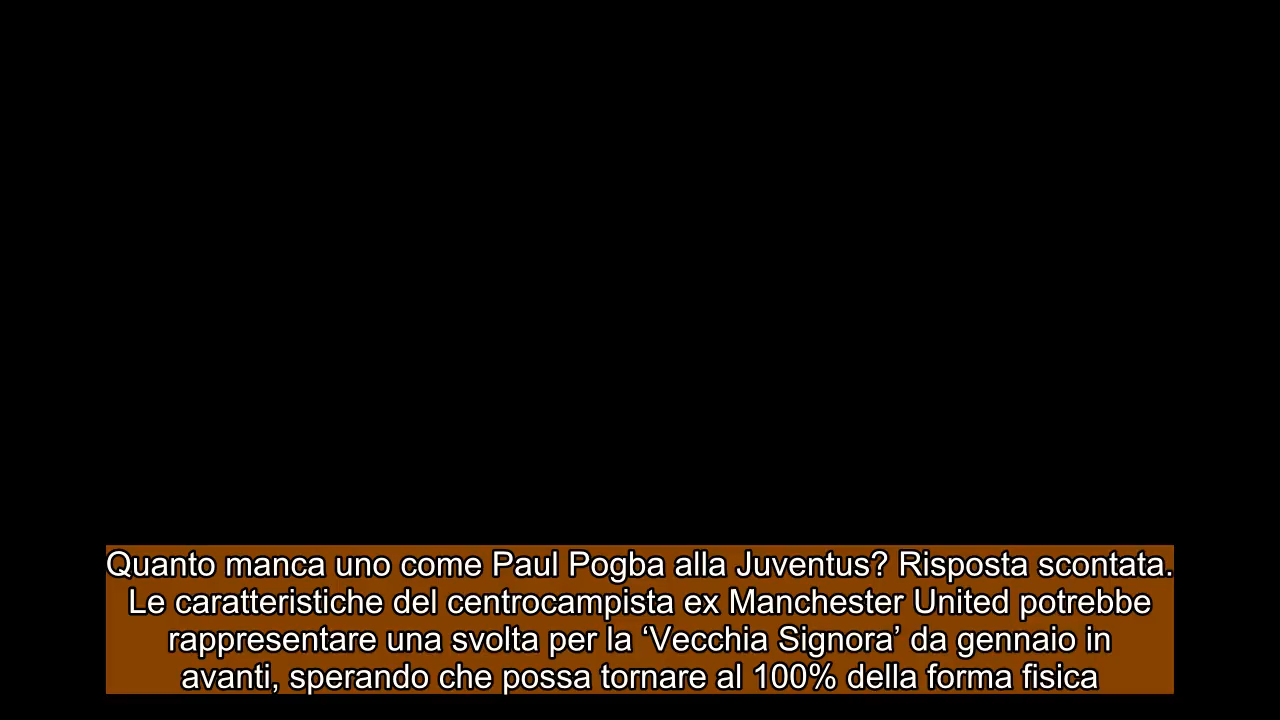 Quanto manca uno come Paul Pogba alla Juventus? Risposta scontata.
Le caratteristiche del centrocampista ex Manchester United potrebbe
rappresentare una svolta per la ‘Vecchia Signora’ da gennaio in
avanti, sperando che possa tornare al 100% della forma fisica